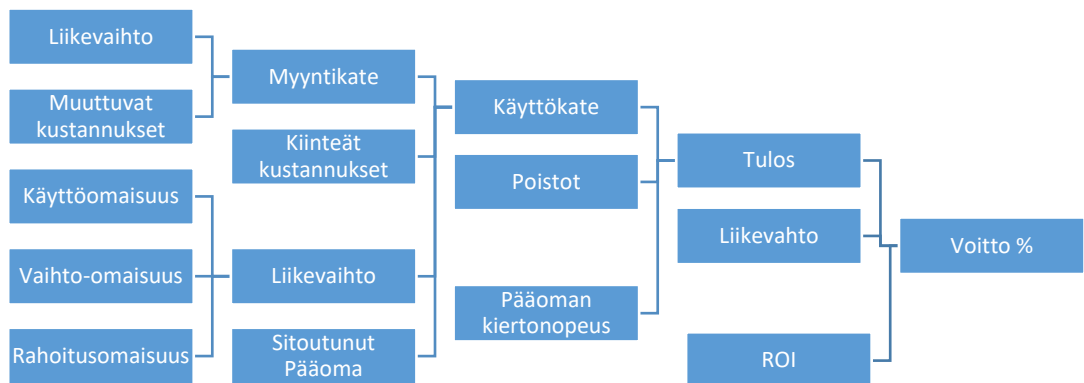 Liikevaihto
Muuttuvat
kustannukset
Käyttöomaisuus
Vaihto-omaisuus
Rahoitusomaisuus
Myyntikate
Kiinteät
kustannukset
Liikevaihto
Sitoutunut
Pääoma
Käyttökate
Poistot
Pääoman
kiertonopeus
Tulos
Liikevahto
ROI
Voitto %